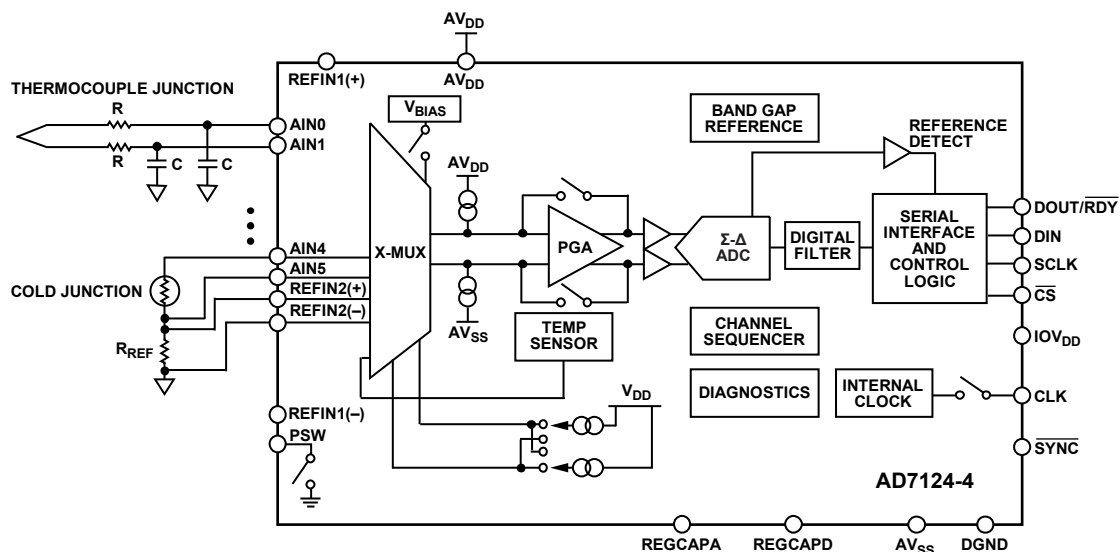 AVDD
REFIN1(+)
AVDD
THERMOCOUPLE JUNCTION
R
AIN0
AIN1
R
C
C
VBIAS
BAND GAP
REFERENCE
REFERENCE
DETECT
AVDD
X-MUX
PGA
Σ-Δ
ADC
DIGITAL
FILTER
SERIAL
INTERFACE
AND
CONTROL
LOGIC
DOUT/RDY
DIN
SCLK
CS
AIN4
AIN5
REFIN2(+)
REFIN2(–)
COLD JUNCTION
RREF
AVSS
TEMP
SENSOR
CHANNEL
SEQUENCER
IOVDD
DIAGNOSTICS
INTERNAL
CLOCK
CLK
VDD
REFIN1(–)
PSW
SYNC
AD7124-4
REGCAPA
REGCAPD
AVSS
DGND